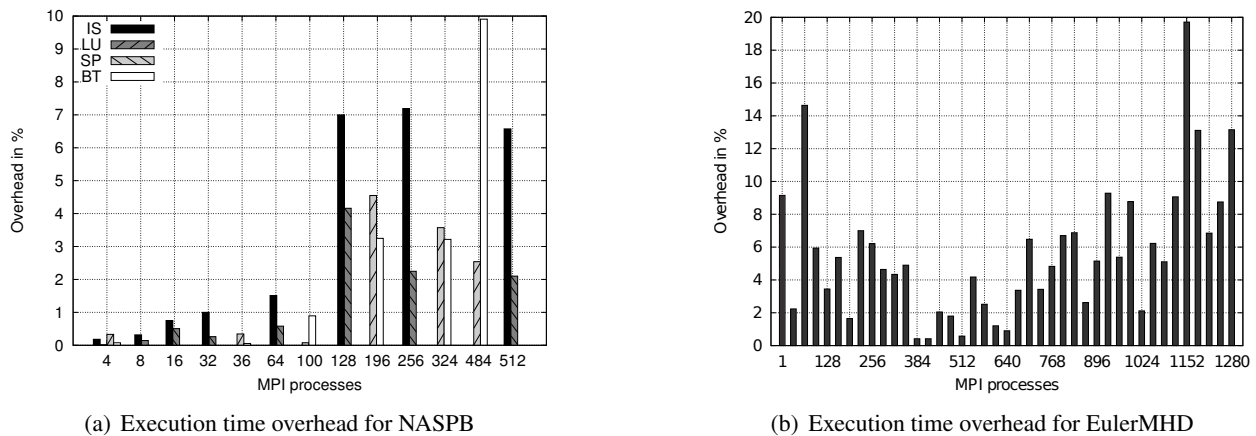 10
9
8
7
6
5
4
3
2
1
0
Overhead in %
IS
LU
SP
BT
4 8 16 32 36 64 100 128 196 256 324 484 512
MPI processes
(a) Execution time overhead for NASPB
20
18
16
14
12
10
8
6
4
2
0
Overhead in %
1 128 256 384 512 640 768 896 1024 1152 1280
MPI processes
(b) Execution time overhead for EulerMHD